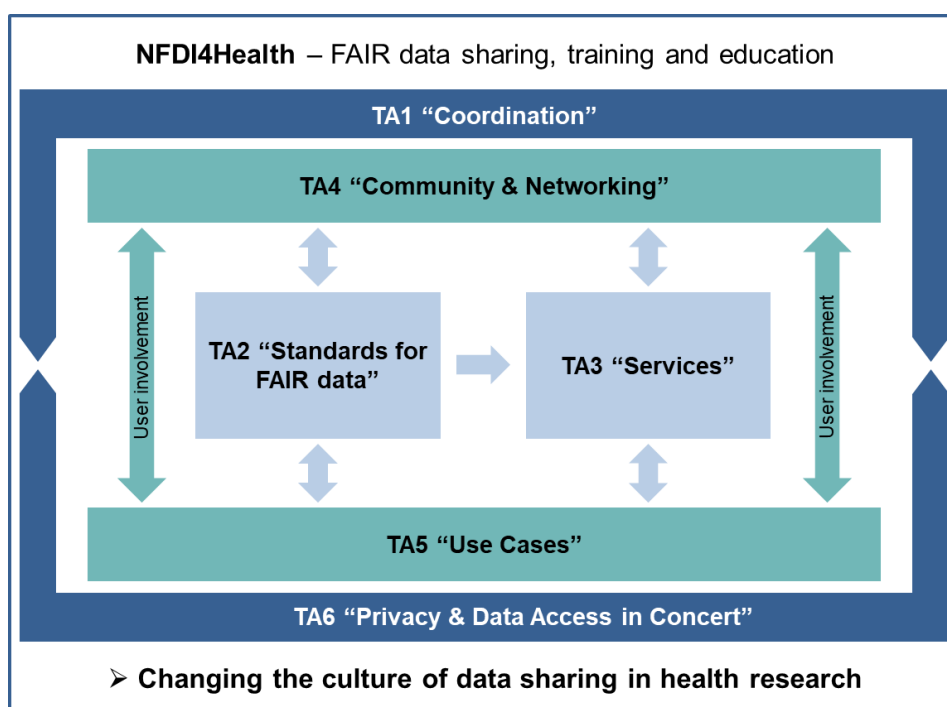 NFDI4Health – FAIR data sharing, training and education
TA1 “Coordination”
TA4 “Community & Networking”
User involvement
TA2 “Standards for
FAIR data”
TA3 “Services”
User involvement
TA5 “Use Cases”
TA6 “Privacy & Data Access in Concert”
➢ Changing the culture of data sharing in health research